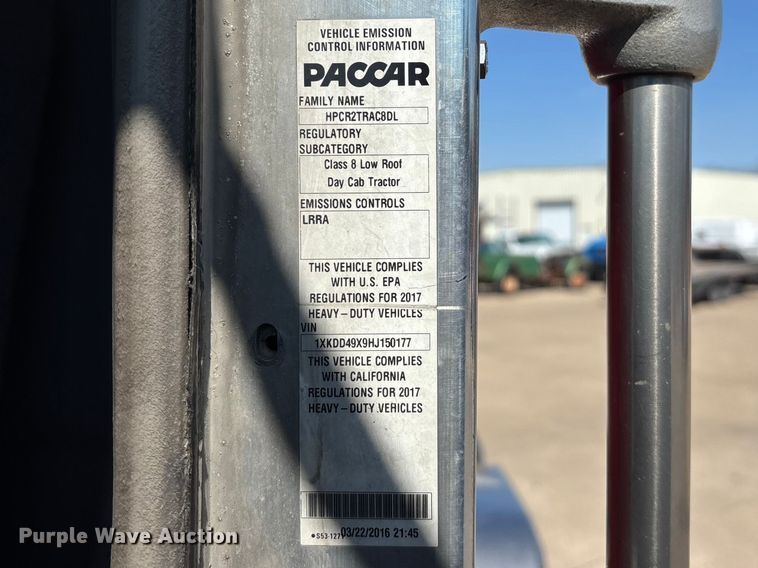 VEHICLE EMISSION
CONTROL INFORMATION
PACCAR
FAMILY NAME
HPCR2TRAC8DL
REGULATORY
SUBCATEGORY
Class 8 Low Roof
Day Cab Tractor
EMISSIONS CONTROLS
LRRA
THIS VEHICLE COMPLIES
WITH U.S. EPA
REGULATIONS FOR 2017
HEAVY-DUTY VEHICLES
VIN
1XKDD49X9HJ150177
THIS VEHICLE COMPLIES
WITH CALIFORNIA
REGULATIONS FOR 2017
HEAVY-DUTY VEHICLES
03/22/2016 21:45
Purple Wave Auction